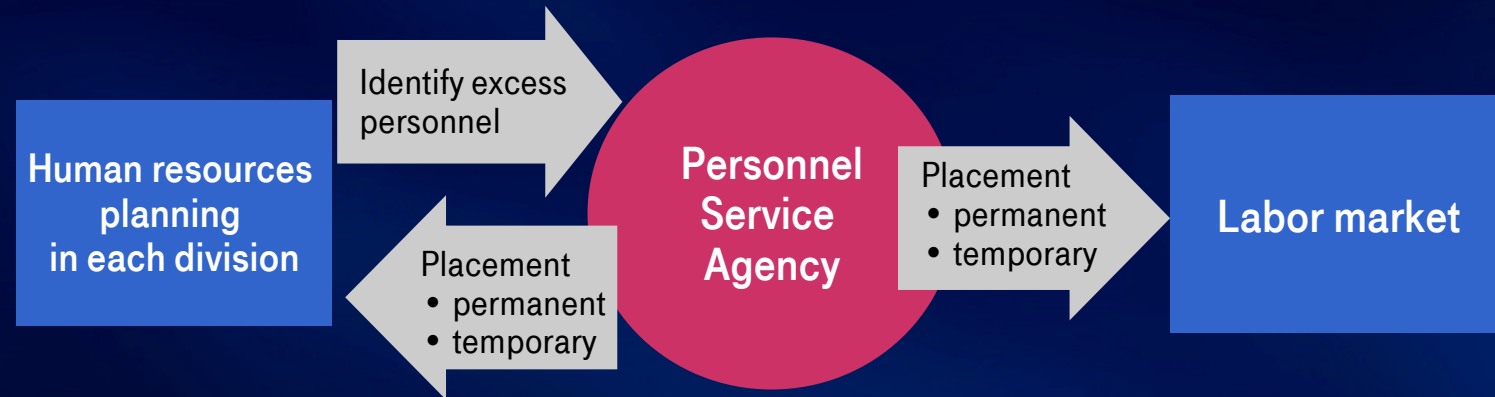 Human resources
planning
in each division
Identify excess
personnel
Placement
• permanent
• temporary
Personnel
Service
Agency
Placement
• permanent
• temporary
Labor market